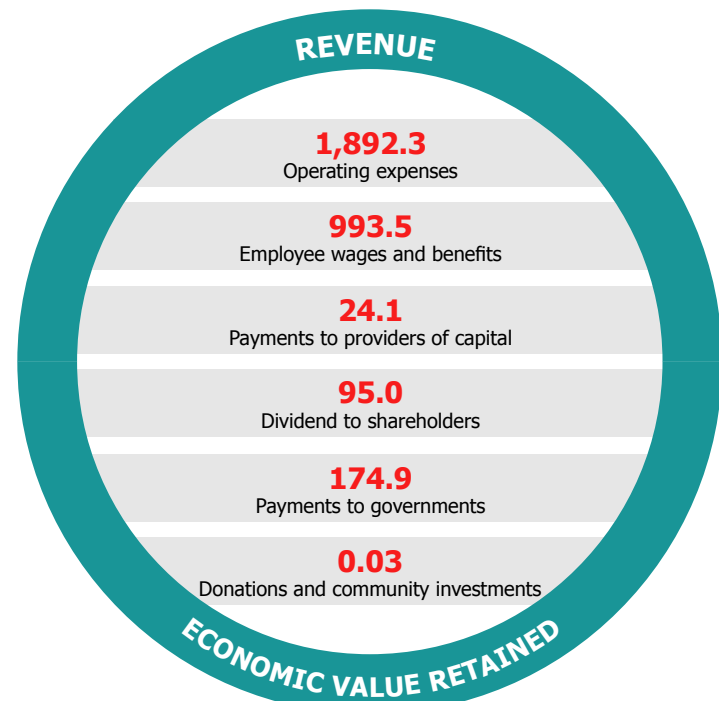 REVENUE
1,892.3
Operating expenses
993.5
Employee wages and benefits
24.1
Payments to providers of capital
95.0
Dividend to shareholders
174.9
Payments to governments
0.03
Donations and community investments
ECONOMIC VALUE RETAINED